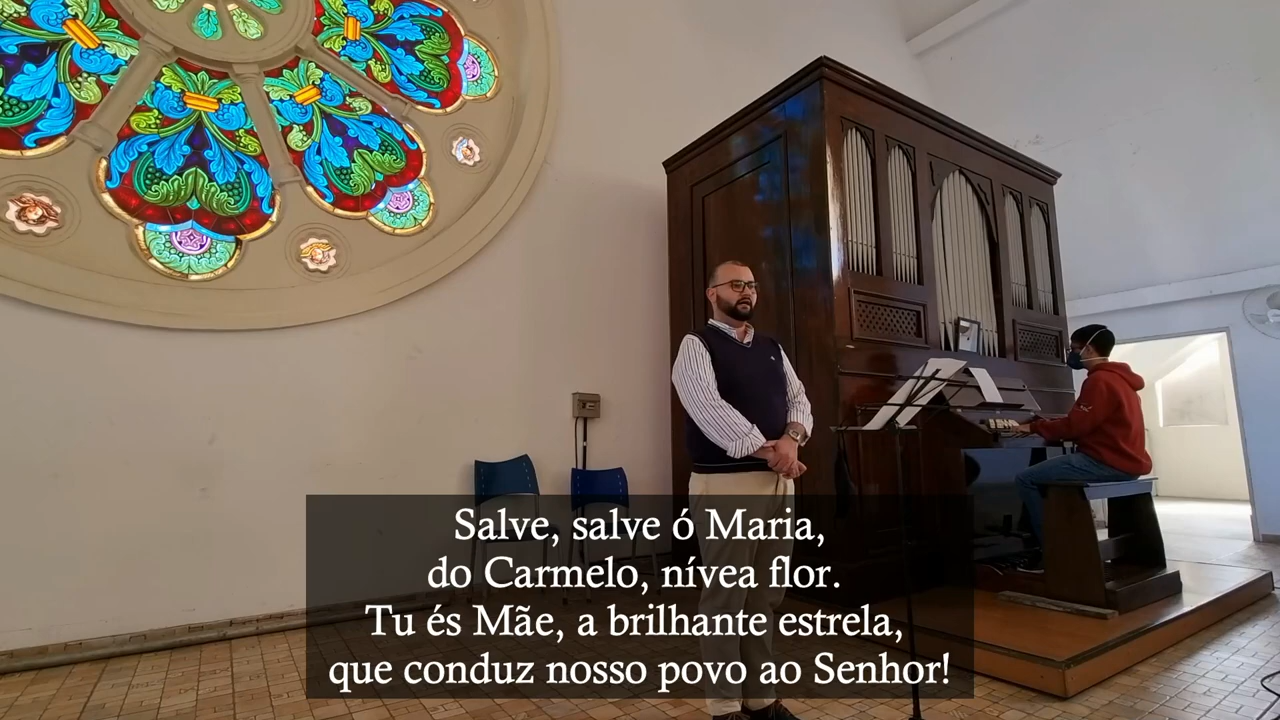 Salve, salve ó Maria,
do Carmelo, nívea flor.
Tu és Mãe, a brilhante estrela,
que conduz nosso povo ao Senhor!